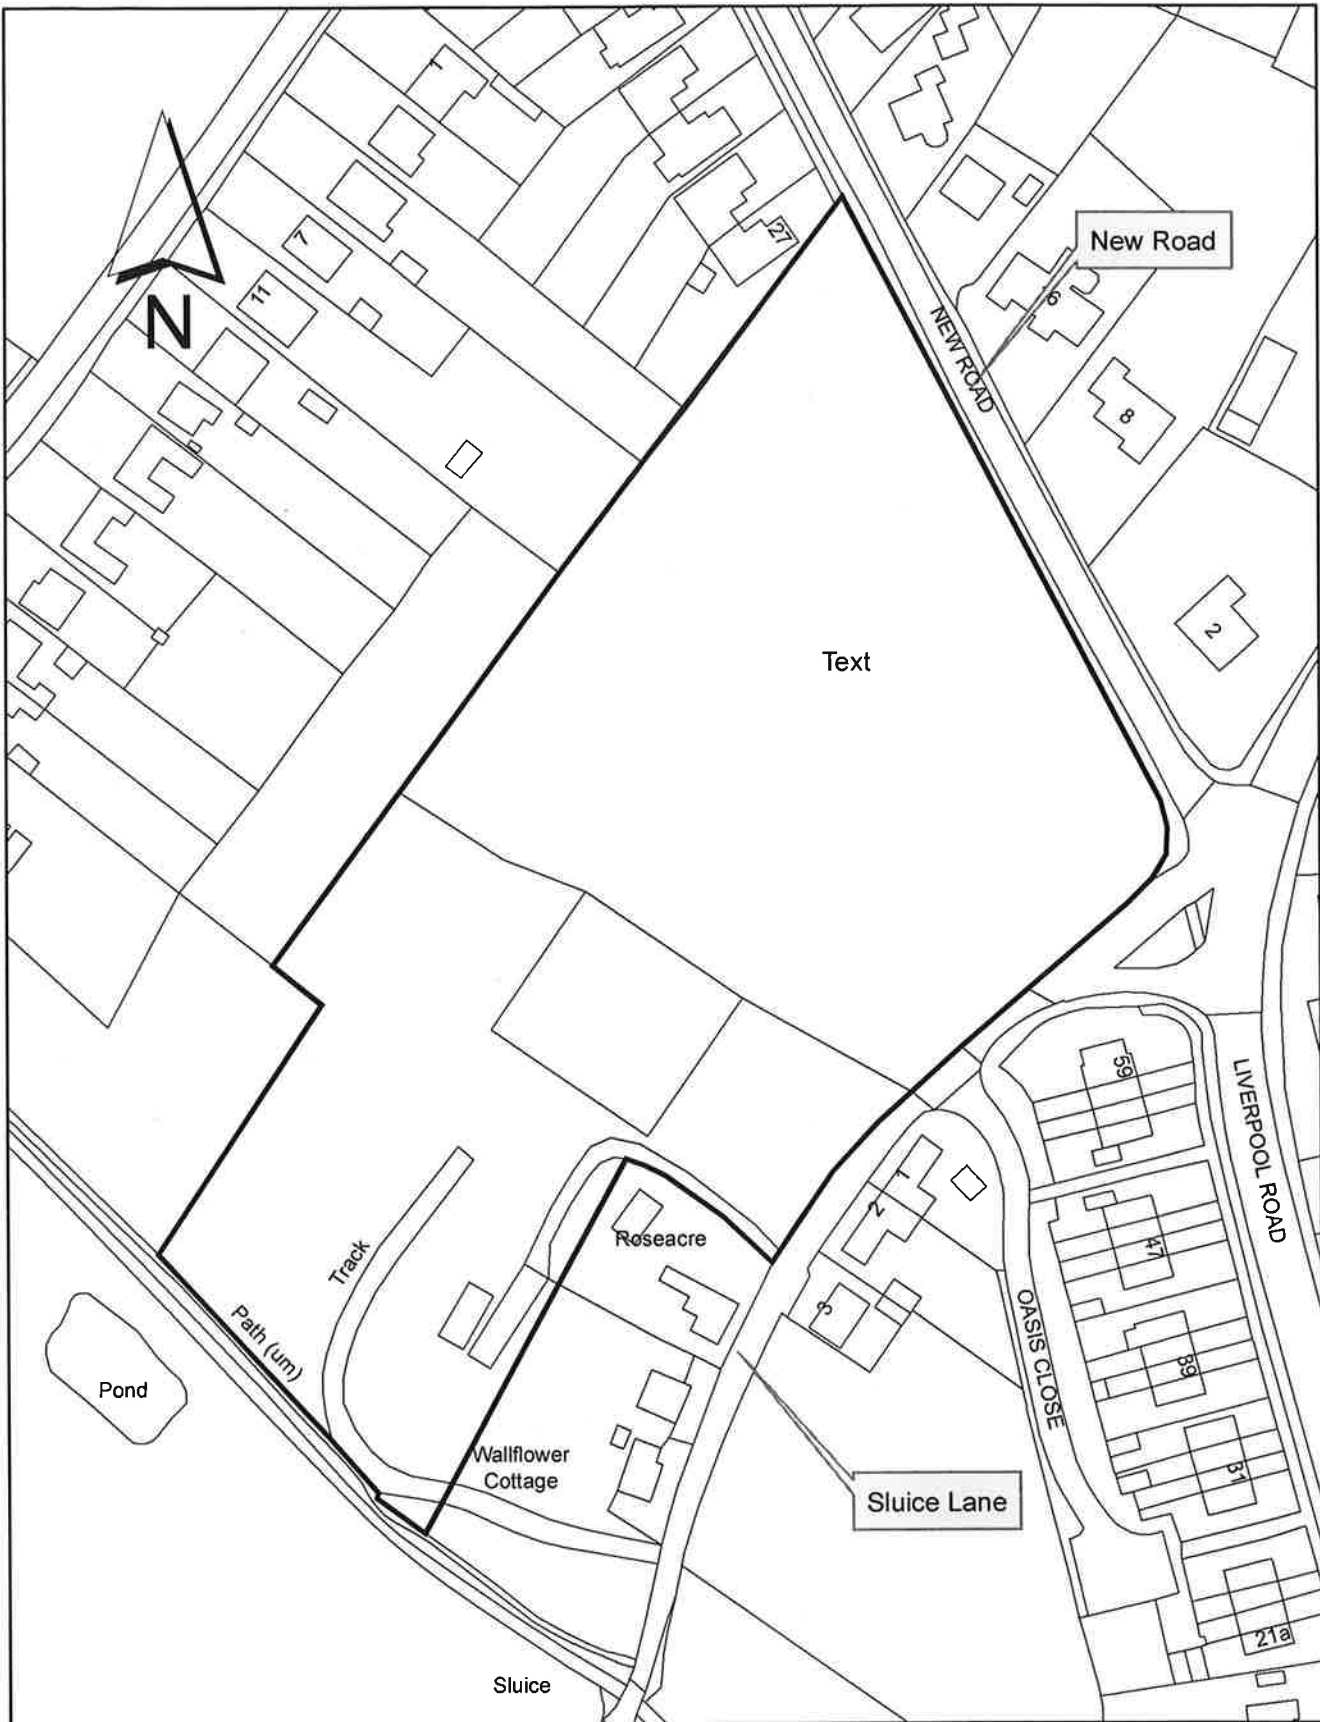 1
27
New Road
7
11
N
6
NEW ROAD
8
2
Text
59
LIVERPOOL ROAD
1
2
Roseacre
47
Track
3
OASIS CLOSE
39
Path (um)
Pond
Wallflower
Cottage
31
Sluice Lane
21a
Sluice